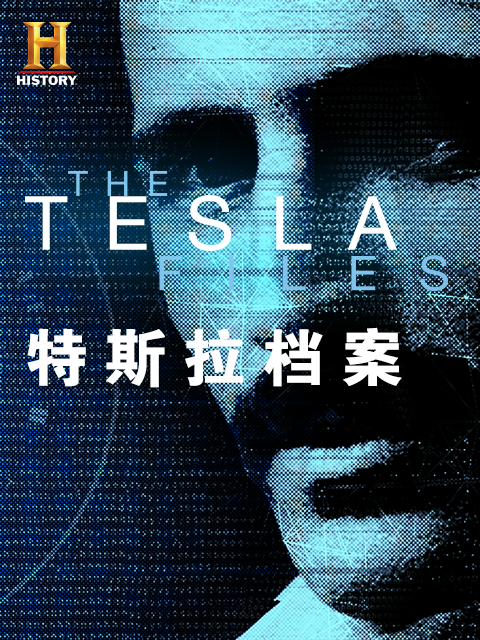 H
HISTORY
THE
TESLA
FILES
特斯拉档案